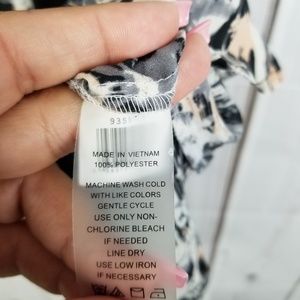 MADE IN VIETNAM
100% POLYESTER
MACHINE WASH COLD
WITH LIKE COLORS
GENTLE CYCLE
USE ONLY NON-
CHLORINE BLEACH
IF NEEDED
LINE DRY
USE LOW IRON
IF NECESSARY